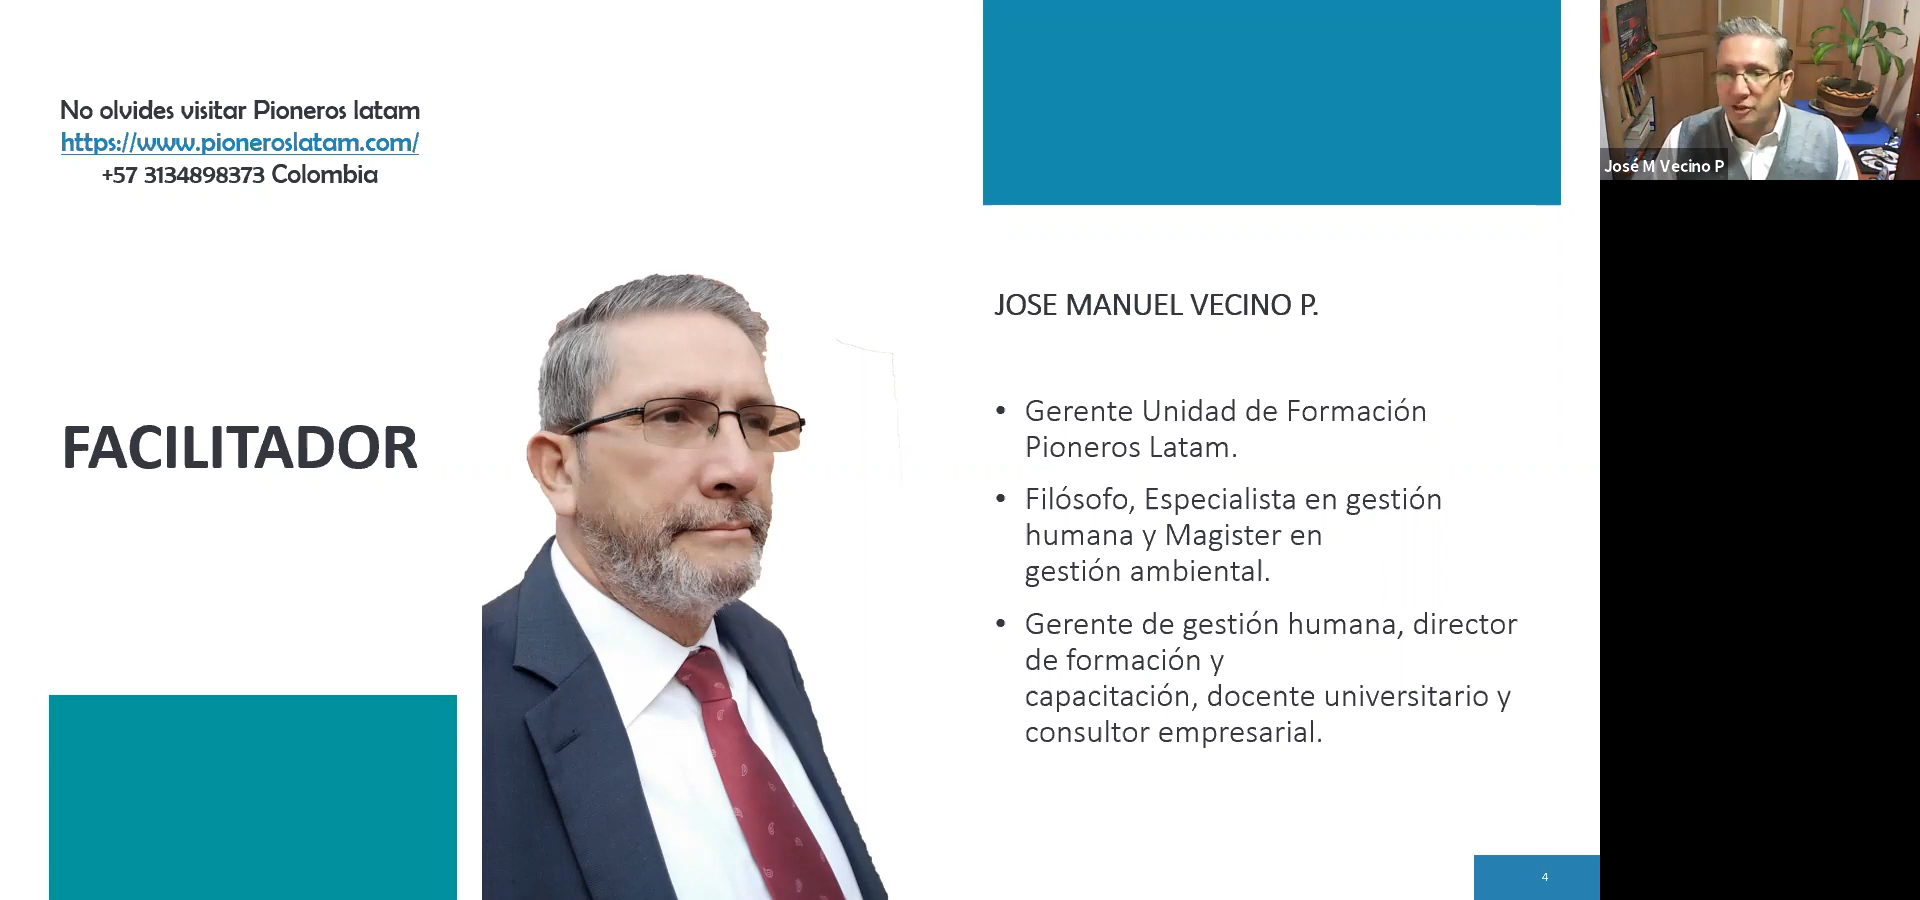 No olvides visitar Pioneros latam
https://www.pioneroslatam.com/
+57 3134898373 Colombia
FACILITADOR
JOSE MANUEL VECINO P.
• Gerente Unidad de Formación
Pioneros Latam.
• Filósofo, Especialista en gestión
humana y Magister en
gestión ambiental.
• Gerente de gestión humana, director
de formación y
capacitación, docente universitario y
consultor empresarial.
4
José M Vecino P